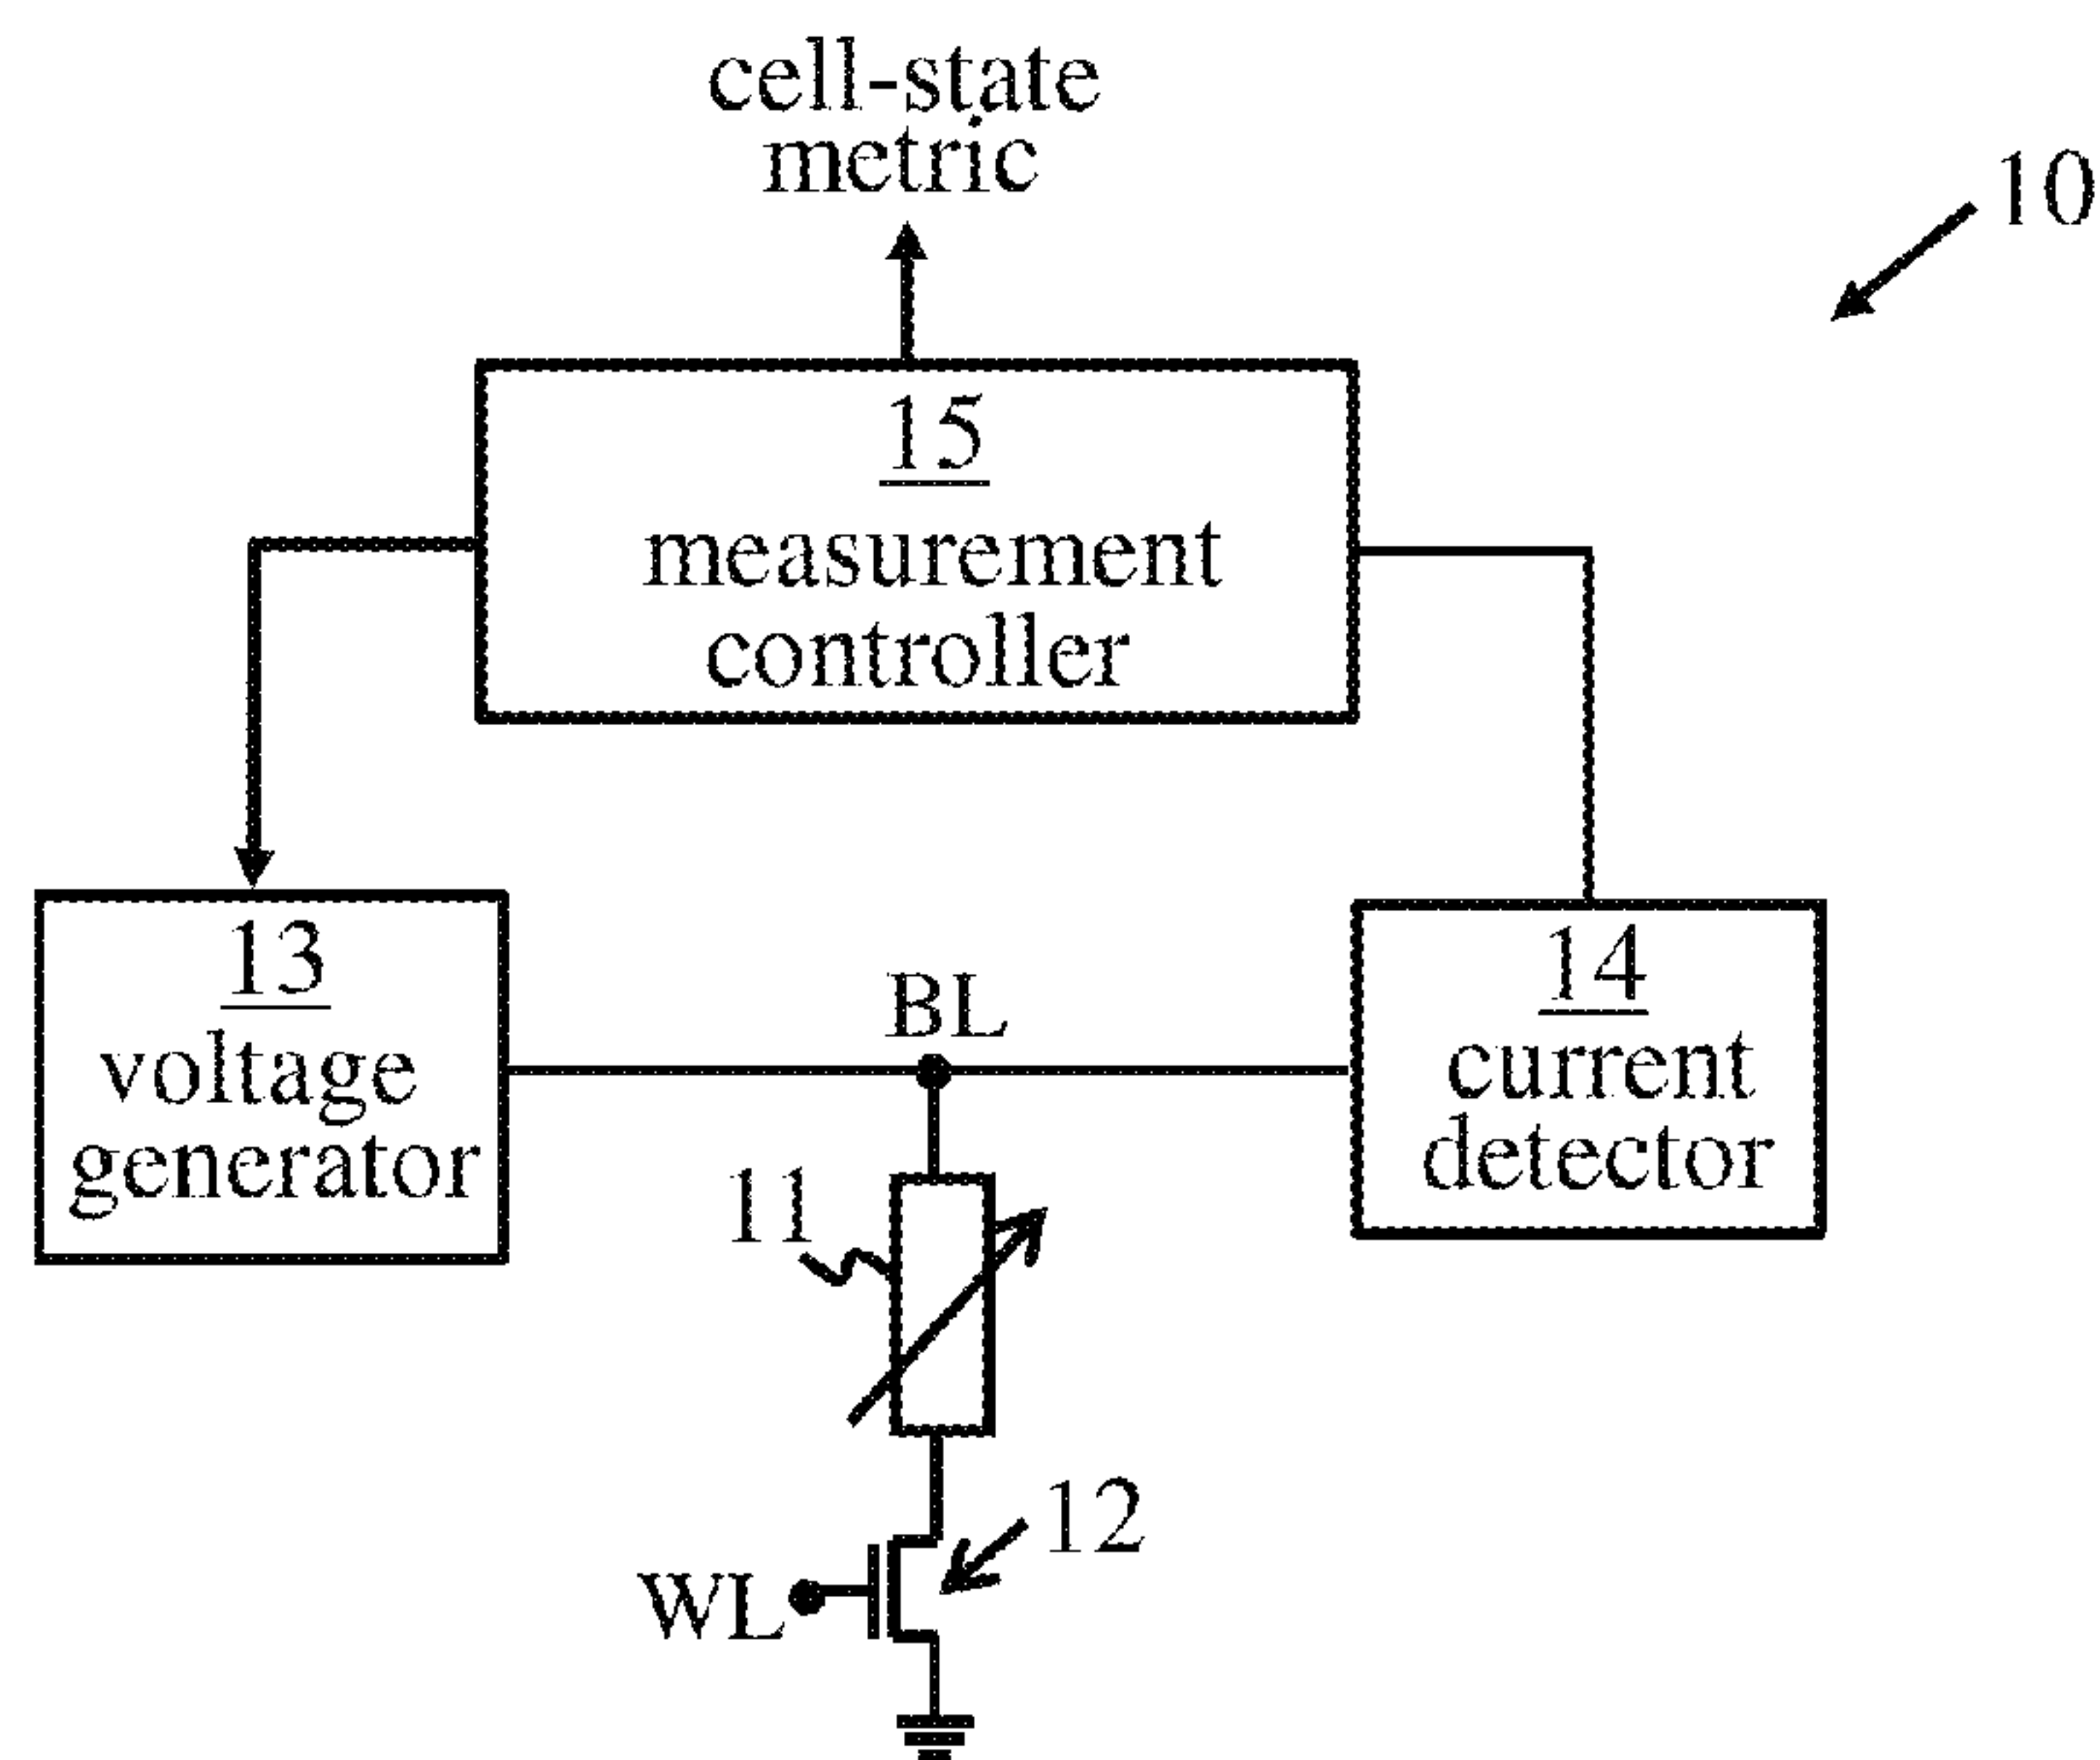 cell-state
metric
10
15
measurement
controller
13
voltage
generator
BL
14
current
detector
11
12
WL